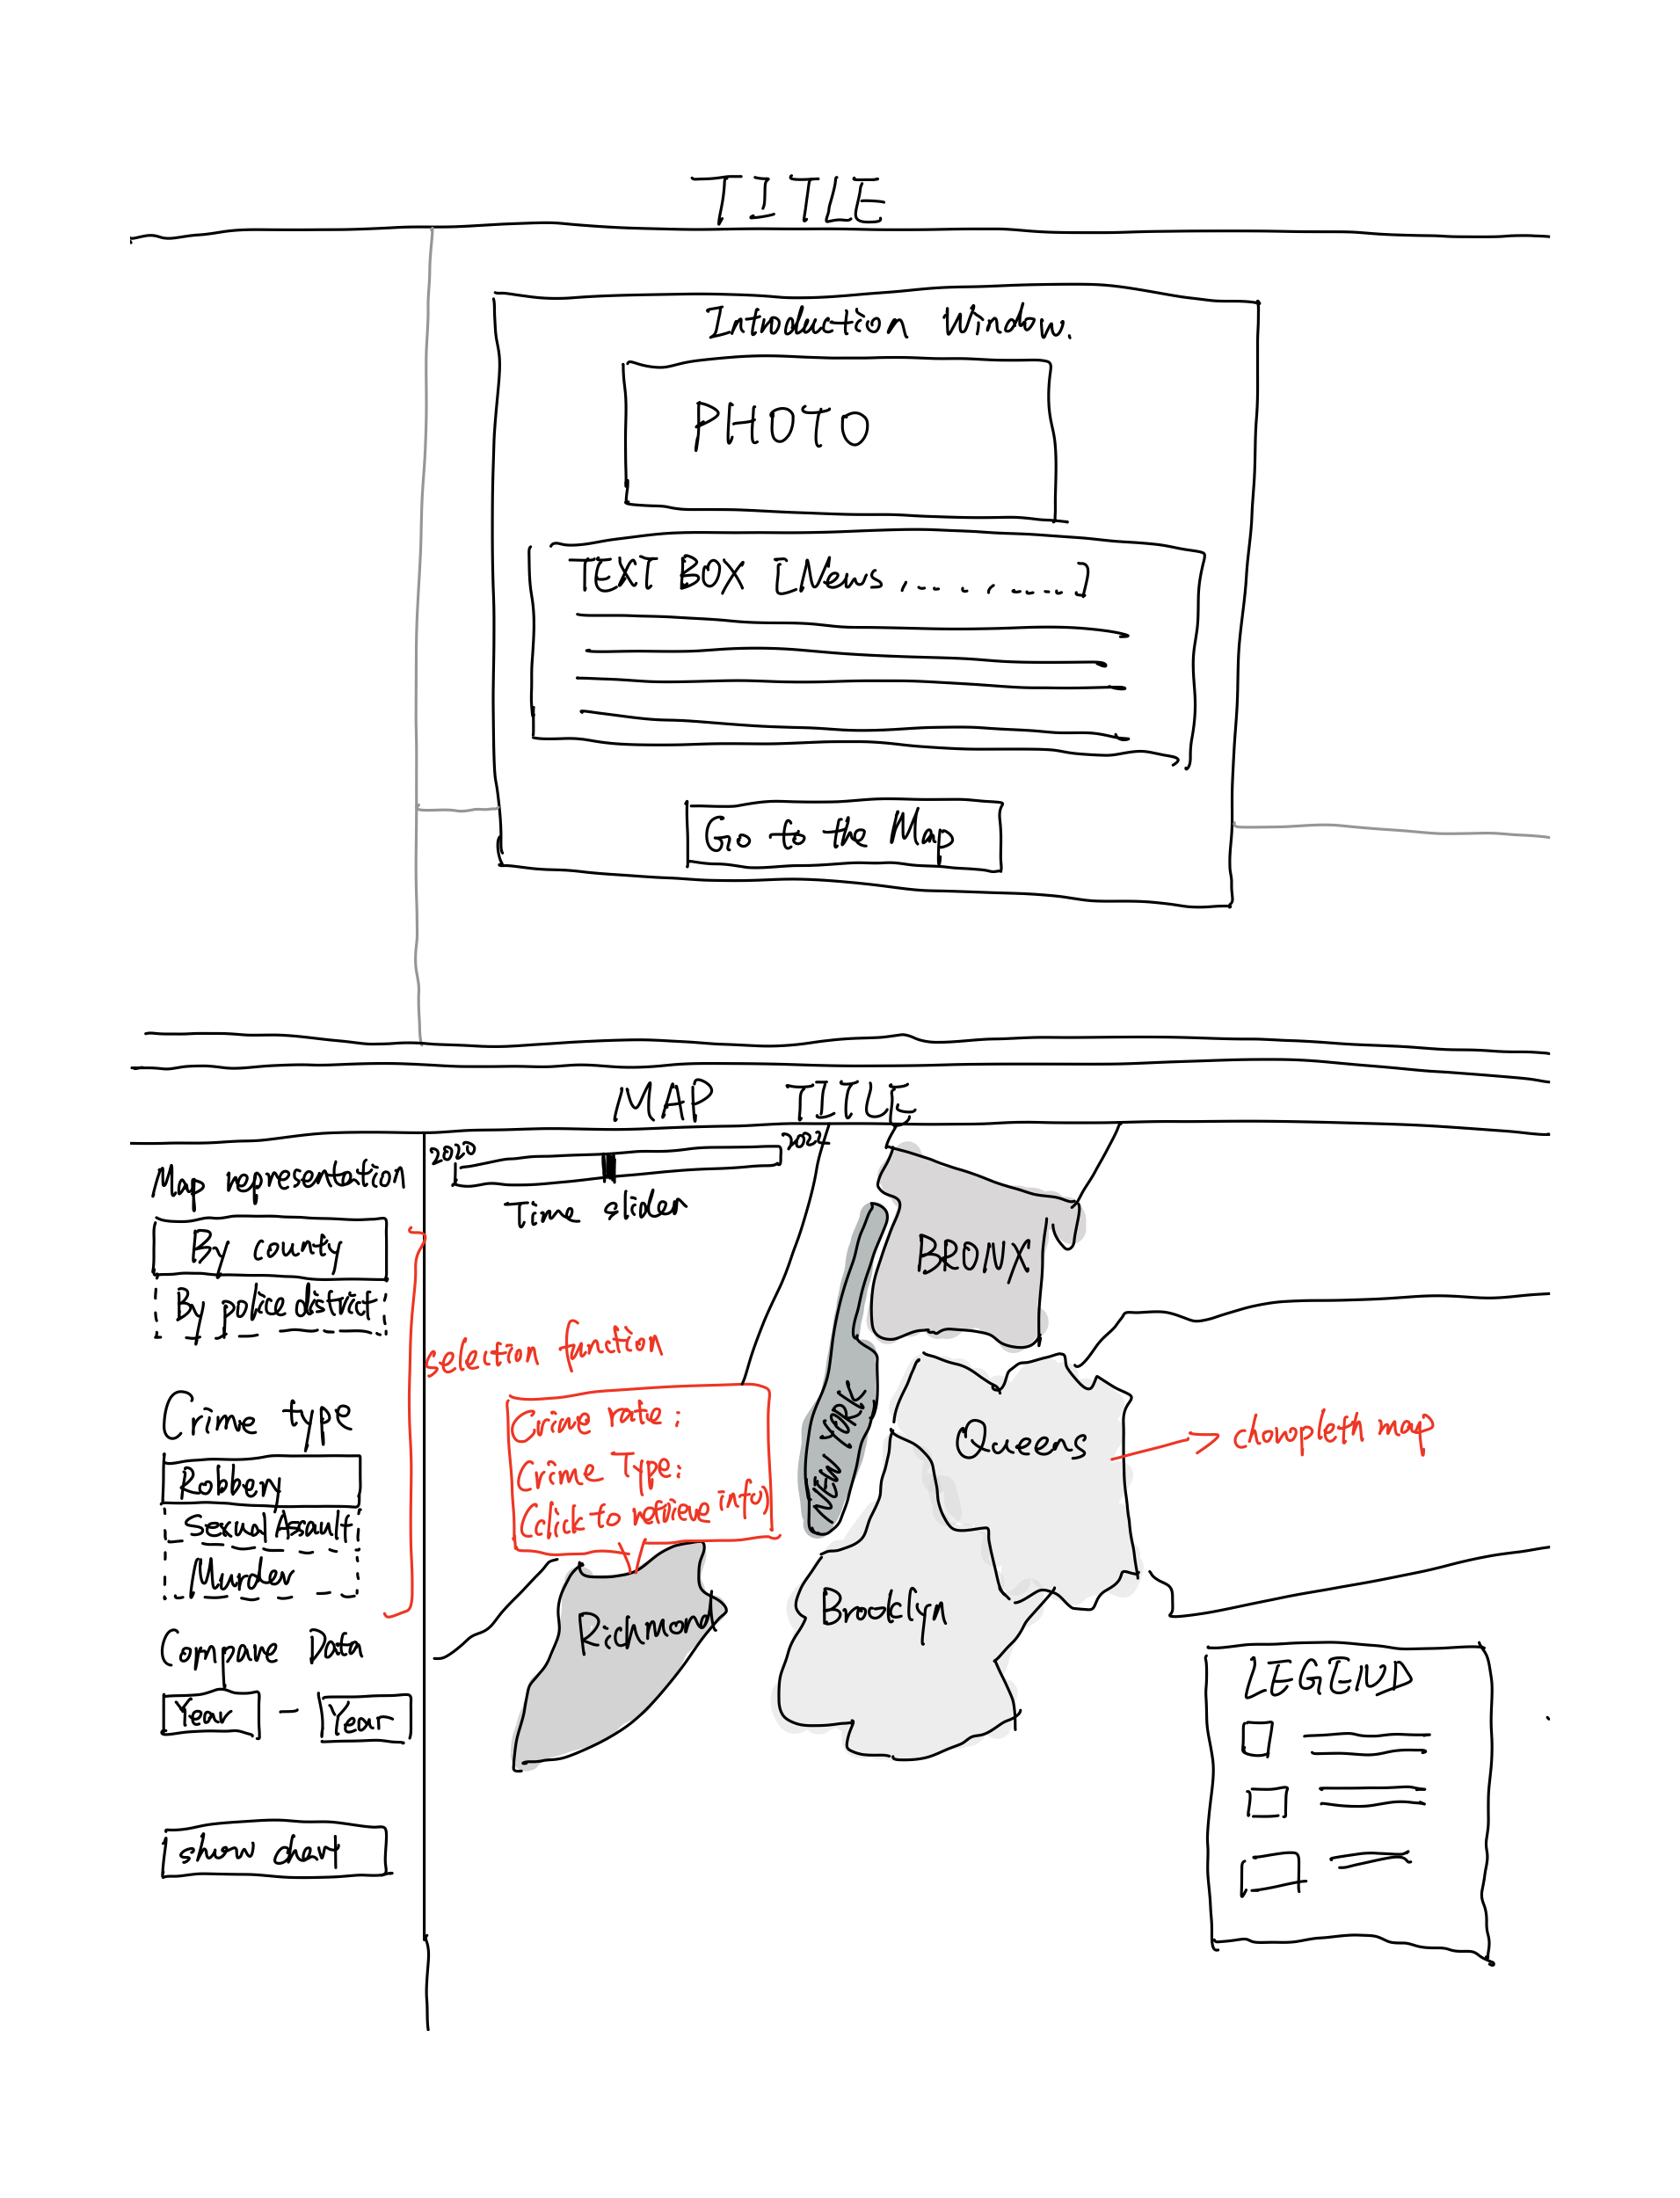 TITLE
Introduction Window.
PHOTO
TEXT BOX [News ...........]
Go to the Map
MAP TITLE
2020
2022
Time slider
Map representation
By county
By police district
selection function
Crime type
Robbery
Sexual Assault
Murder
Compare Data
Year - Year
show chart
Crime rate:
Crime Type:
(click to retrieve info)
BRONX
NEW YORK
Queens
choropleth map
Brooklyn
Richmond
LEGEND